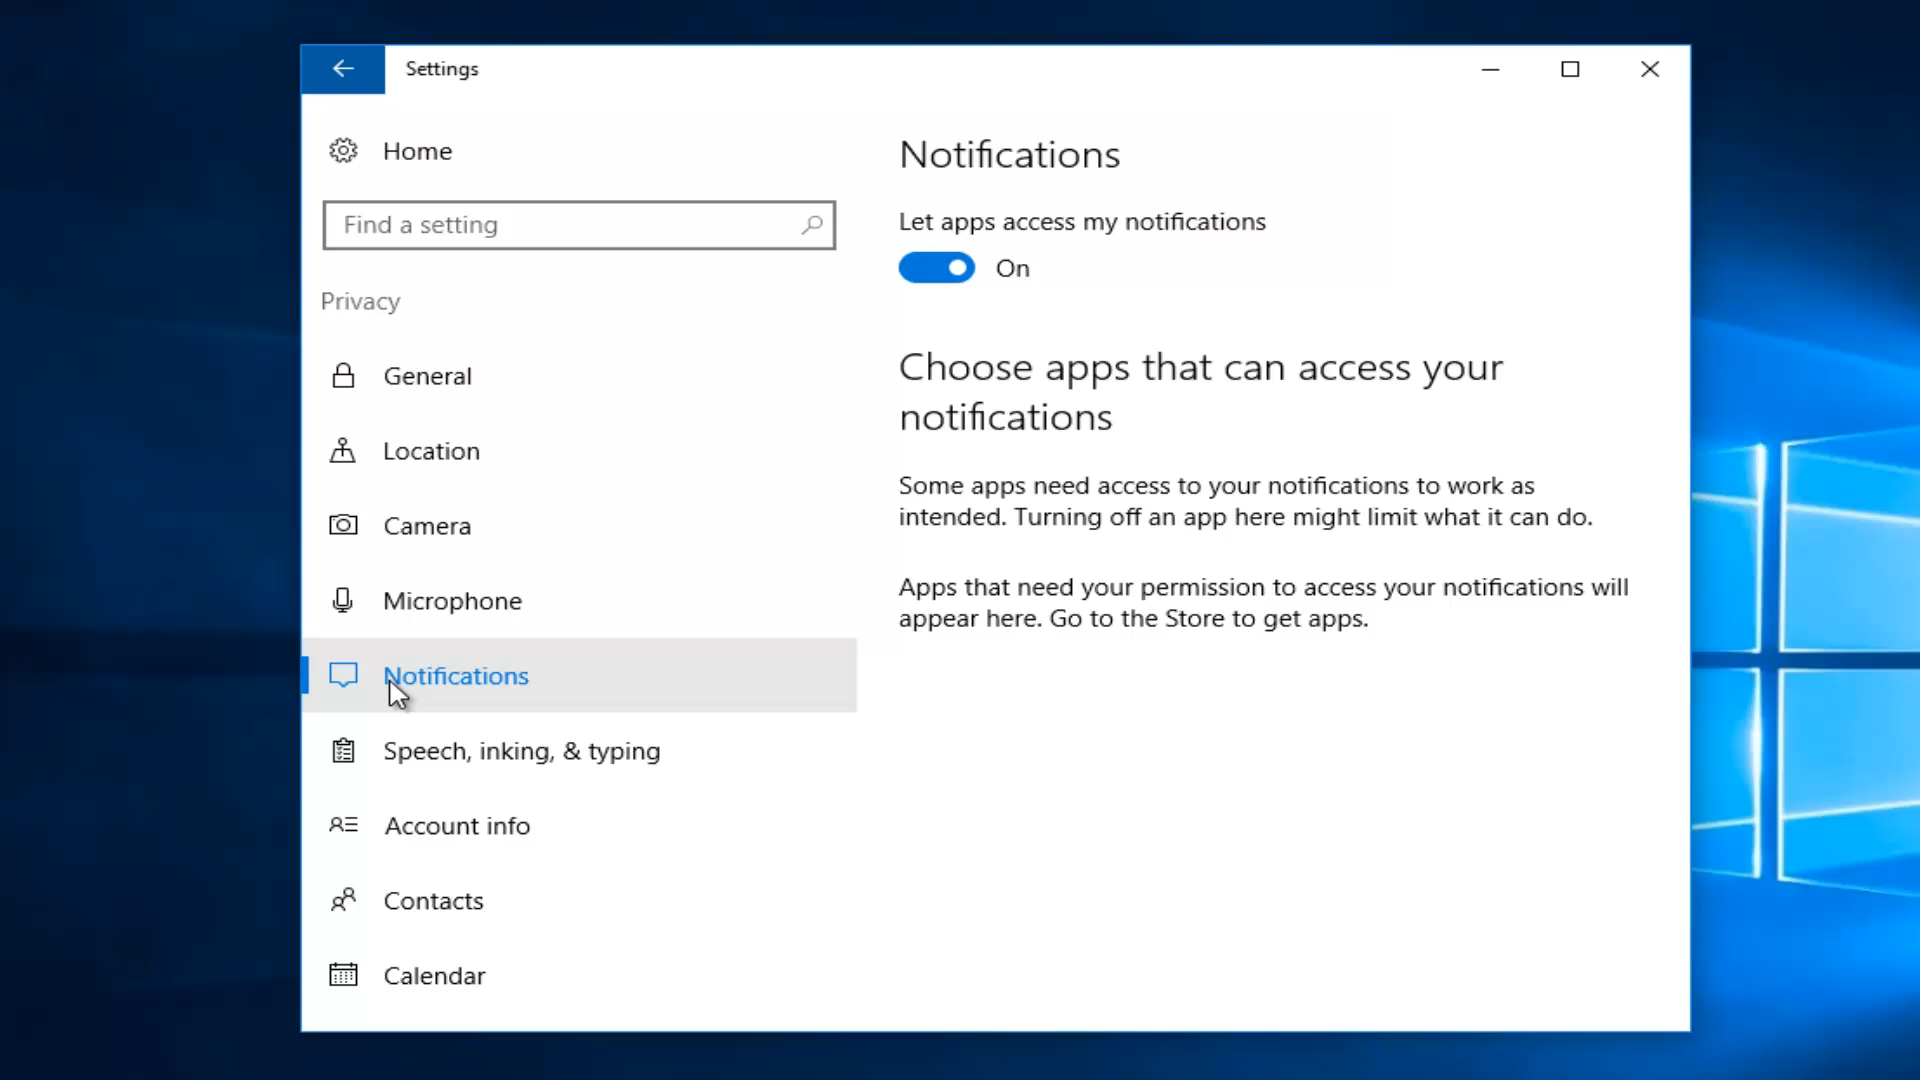 Settings
Home
Find a setting
Privacy
General
Location
Camera
Microphone
Notifications
Speech, inking, & typing
Account info
Contacts
Calendar
Notifications
Let apps access my notifications
On
Choose apps that can access your
notifications
Some apps need access to your notifications to work as
intended. Turning off an app here might limit what it can do.
Apps that need your permission to access your notifications will
appear here. Go to the Store to get apps.